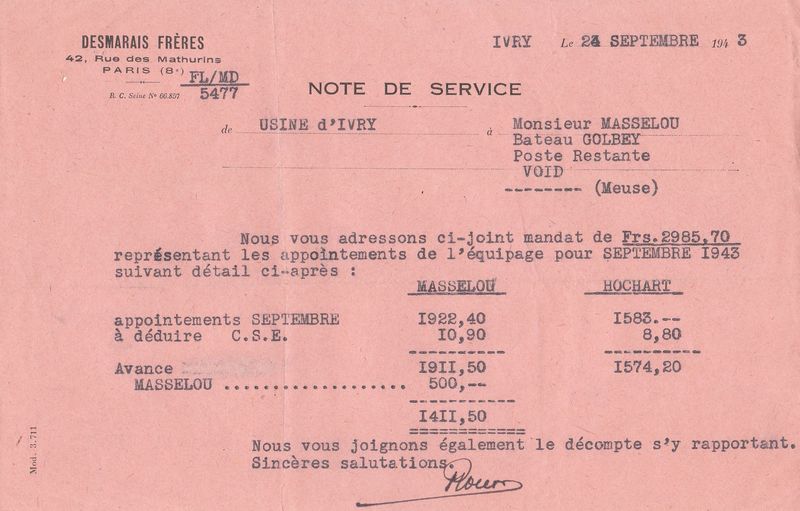 DESMARAIS FRÈRES
42, Rue des Mathurins
PARIS (8e)
FL/MD
R. C. Seine No 66.857
5477
IVRY Le 24 SEPTEMBRE 1943
NOTE DE SERVICE
de USINE d'IVRY à Monsieur MASSELOU
Bateau GOLBEY
Poste Restante
VOID
-------- (Meuse)
Nous vous adressons ci-joint mandat de Frs.2985,70
représentant les appointements de l'équipage pour SEPTEMBRE I943
suivant détail ci-après :
MASSELOU HOCHART
appointements SEPTEMBRE I922,40 I583.--
à déduire C.S.E. I0,90 8,80
Avance I9II,50 I574,20
MASSELOU ................... 500,--
I4II,50
Nous vous joignons également le décompte s'y rapportant.
Sincères salutations.
Mod. 3.711